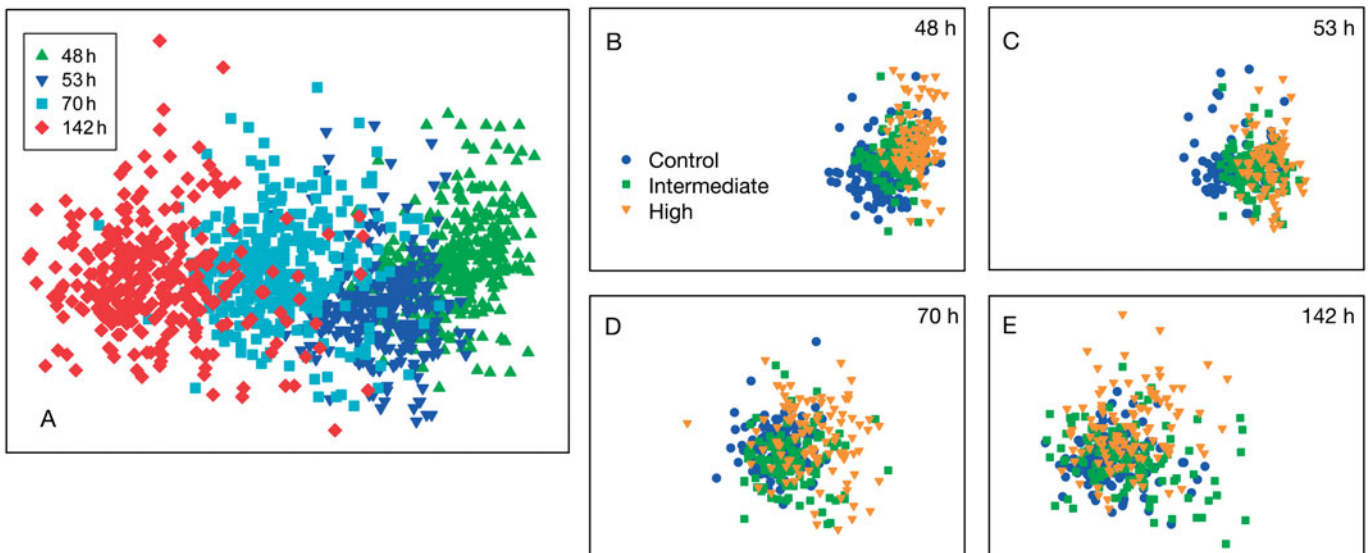 48 h
53 h
70 h
142 h
A
B
48 h
Control
Intermediate
High
C
53 h
D
70 h
E
142 h